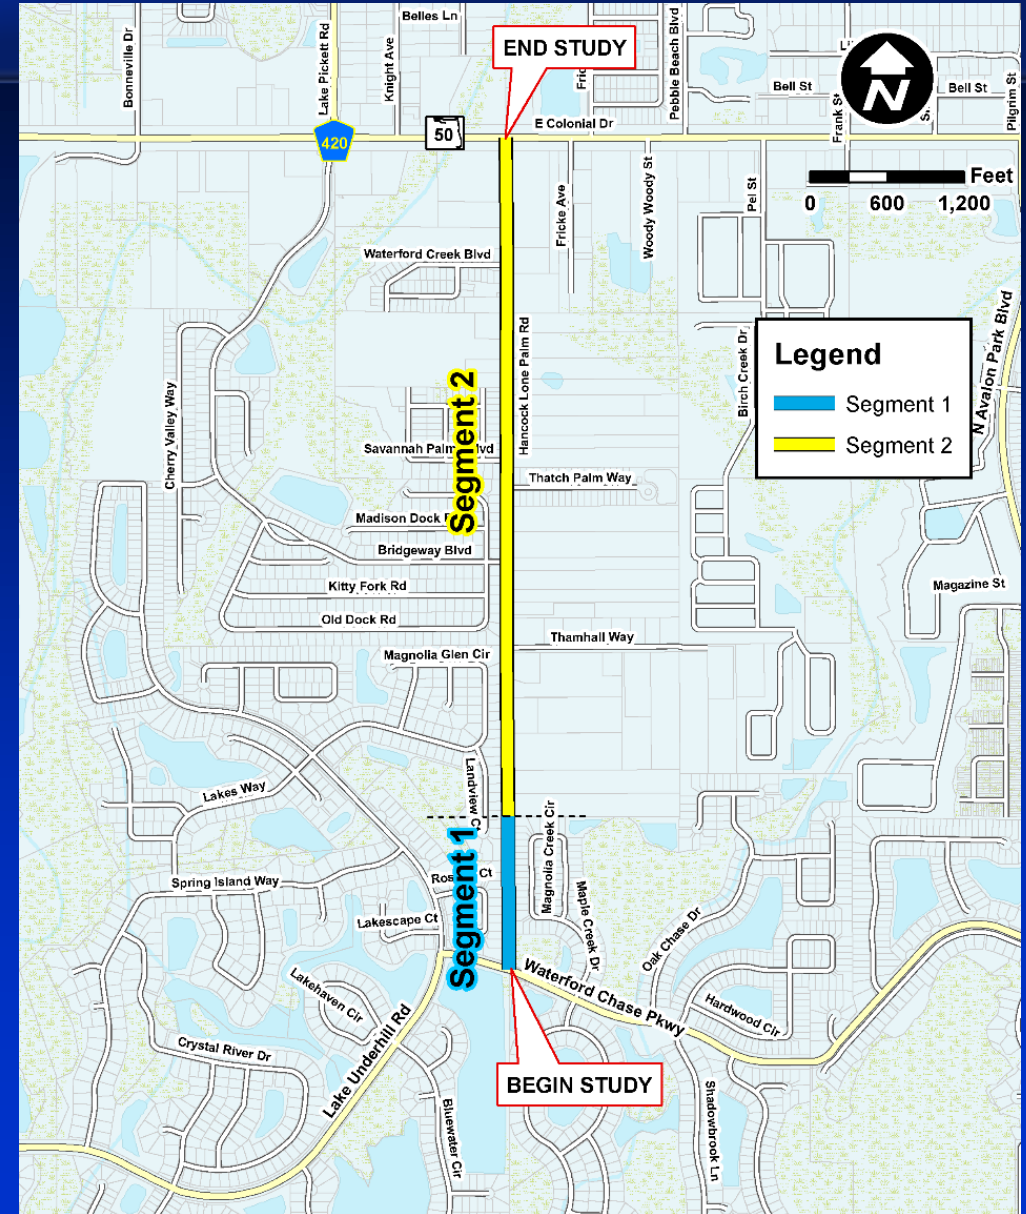 Belles Ln
Bonneville Dr
Lake Pickett Rd
Knight Ave
END STUDY
Pebble Beach Blvd
Bell St
N
Bell St
Frank St
Pilgrim St
50
E Colonial Dr
420
Feet
0 600 1,200
Fricke Ave
Woody Woody St
Pel St
Waterford Creek Blvd
Hancock Lone Palm Rd
Birch Creek Dr
N Avalon Park Blvd
Legend
Segment 1
Segment 2
Cherry Valley Way
Segment 2
Savannah Palm
Thatch Palm Way
Madison Dock
Bridgeway Blvd
Kitty Fork Rd
Magazine St
Old Dock Rd
Thamhall Way
Magnolia Glen Cir
Lakes Way
Landview
Segment 1
Magnolia Creek Cir
Spring Island Way
Ct
Maple Creek Dr
Lakescape Ct
Oak Chase Dr
Waterford Chase Pkwy
Lakehaven Cir
Hardwood Cir
Lake Underhill Rd
Crystal River Dr
BEGIN STUDY
Bluewater Cir
Shadowbrook Ln